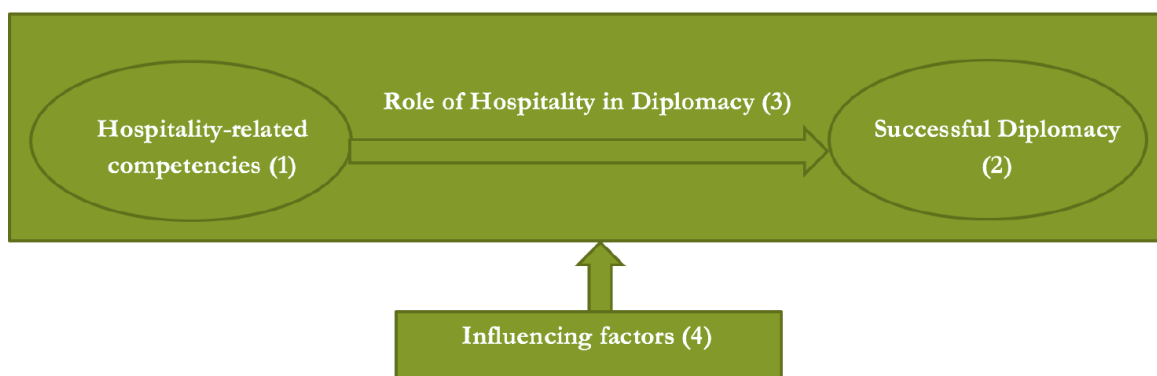 Role of Hospitality in Diplomacy (3)
Hospitality-related
competencies (1)
Successful Diplomacy
(2)
Influencing factors (4)